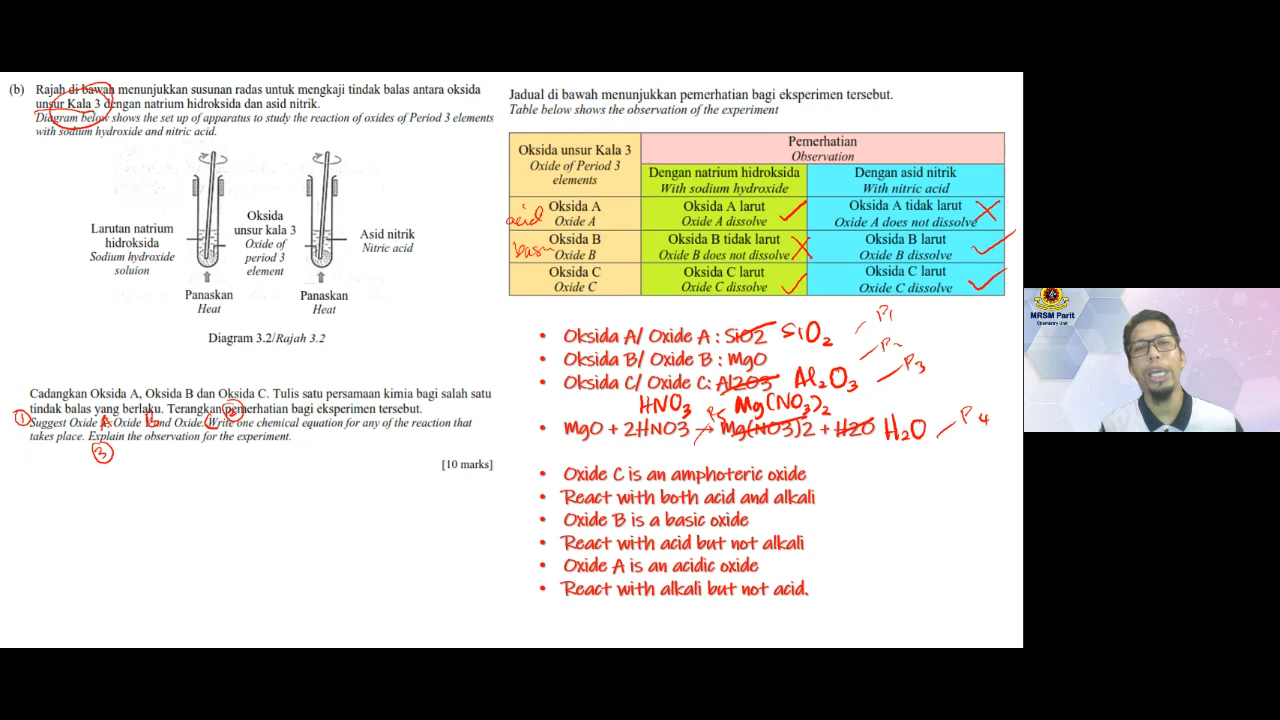 (b) Rajah di bawah menunjukkan susunan radas untuk mengkaji tindak balas antara oksida
unsur Kala 3 dengan natrium hidroksida dan asid nitrik.
Diagram below shows the set up of apparatus to study the reaction of oxides of Period 3 elements
with sodium hydroxide and nitric acid.
Larutan natrium
hidroksida
Sodium hydroxide
soluion
Oksida
unsur kala 3
Oxide of
period 3
element
Asid nitrik
Nitric acid
Panaskan
Heat
Panaskan
Heat
Diagram 3.2/Rajah 3.2
Cadangkan Oksida A, Oksida B dan Oksida C. Tulis satu persamaan kimia bagi salah satu
tindak balas yang berlaku. Terangkan pemerhatian bagi eksperimen tersebut.
2
1
A B C
Suggest Oxide A, Oxide B and Oxide C. Write one chemical equation for any of the reaction that
takes place. Explain the observation for the experiment.
3
[10 marks]
Jadual di bawah menunjukkan pemerhatian bagi eksperimen tersebut.
Table below shows the observation of the experiment
Oksida unsur Kala 3
Oxide of Period 3
elements
Pemerhatian
Observation
Dengan natrium hidroksida
With sodium hydroxide
Dengan asid nitrik
With nitric acid
acid
Oksida A
Oxide A
Oksida A larut
Oxide A dissolve
Oksida A tidak larut
Oxide A does not dissolve
Oksida B
Oxide B
Oksida B tidak larut
Oxide B does not dissolve
Oksida B larut
Oxide B dissolve
Oksida C
Oxide C
Oksida C larut
Oxide C dissolve
Oksida C larut
Oxide C dissolve
• Oksida A/ Oxide A : SiO2 SiO₂ P1
• Oksida B/ Oxide B : MgO P2
• Oksida C/ Oxide C: Al2O3 Al₂O₃ P3
HNO₃ P5 Mg(NO₃)₂
• MgO + 2HNO3 → Mg(NO3)2 + H2O H₂O P4
• Oxide C is an amphoteric oxide
• React with both acid and alkali
• Oxide B is a basic oxide
• React with acid but not alkali
• Oxide A is an acidic oxide
• React with alkali but not acid.
MRSM Parit
Chemistry Unit